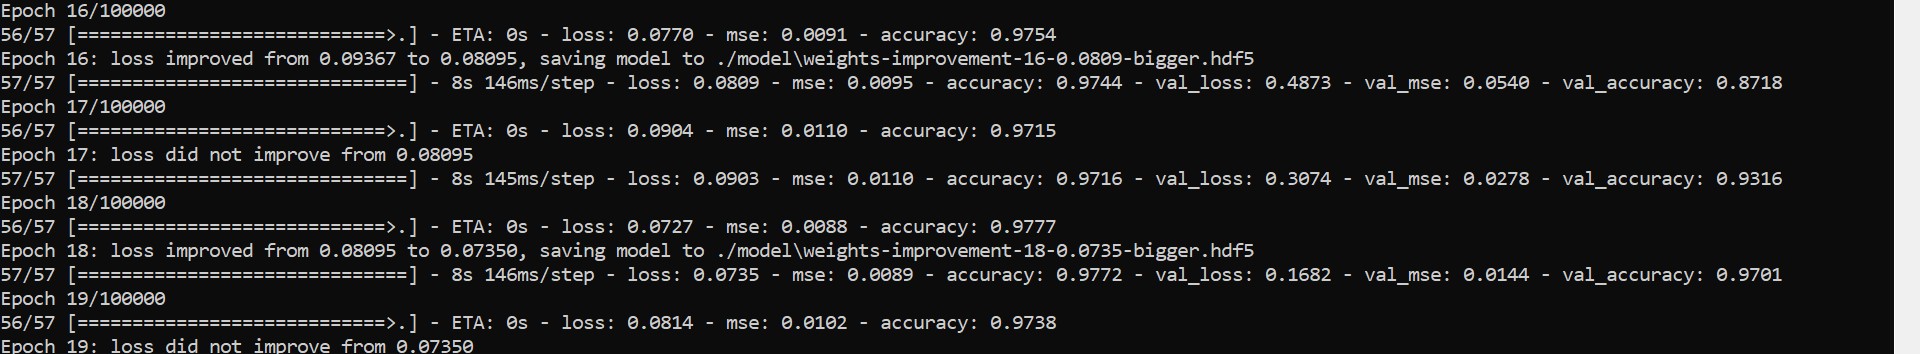 Epoch 16/100000
56/57 [============================>.] - ETA: 0s - loss: 0.0770 - mse: 0.0091 - accuracy: 0.9754
Epoch 16: loss improved from 0.09367 to 0.08095, saving model to ./model\weights-improvement-16-0.0809-bigger.hdf5
57/57 [==============================] - 8s 146ms/step - loss: 0.0809 - mse: 0.0095 - accuracy: 0.9744 - val_loss: 0.4873 - val_mse: 0.0540 - val_accuracy: 0.8718
Epoch 17/100000
56/57 [============================>.] - ETA: 0s - loss: 0.0904 - mse: 0.0110 - accuracy: 0.9715
Epoch 17: loss did not improve from 0.08095
57/57 [==============================] - 8s 145ms/step - loss: 0.0903 - mse: 0.0110 - accuracy: 0.9716 - val_loss: 0.3074 - val_mse: 0.0278 - val_accuracy: 0.9316
Epoch 18/100000
56/57 [============================>.] - ETA: 0s - loss: 0.0727 - mse: 0.0088 - accuracy: 0.9777
Epoch 18: loss improved from 0.08095 to 0.07350, saving model to ./model\weights-improvement-18-0.0735-bigger.hdf5
57/57 [==============================] - 8s 146ms/step - loss: 0.0735 - mse: 0.0089 - accuracy: 0.9772 - val_loss: 0.1682 - val_mse: 0.0144 - val_accuracy: 0.9701
Epoch 19/100000
56/57 [============================>.] - ETA: 0s - loss: 0.0814 - mse: 0.0102 - accuracy: 0.9738
Epoch 19: loss did not improve from 0.07350